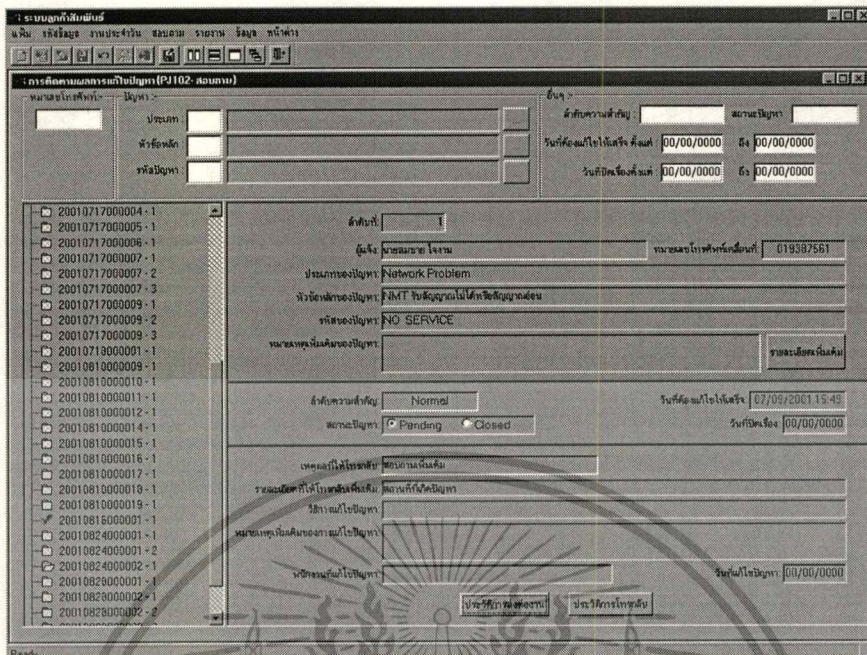 ระบบลูกค้าสัมพันธ์
แฟ้ม รหัสข้อมูล งานประจำวัน สอบถาม รายงาน ข้อมูล หน้าต่าง
การติดตามผลการแก้ไขปัญหา(PJ102- สอบถาม)
หมายเลขโทรศัพท์:- ปัญหา :- อื่นๆ :-
ประเภท : ... ลำดับความสำคัญ : สถานะปัญหา
หัวข้อหลัก : ... วันที่ต้องแก้ไขให้เสร็จ ตั้งแต่ : 00/00/0000 ถึง 00/00/0000
รหัสปัญหา : ... วันที่ปิดเรื่องตั้งแต่ : 00/00/0000 ถึง 00/00/0000
20010717000004 - 1
20010717000005 - 1
20010717000006 - 1
20010717000007 - 1
20010717000007 - 2
20010717000007 - 3
20010717000009 - 1
20010717000009 - 2
20010717000009 - 3
20010718000001 - 1
20010810000009 - 1
20010810000010 - 1
20010810000011 - 1
20010810000012 - 1
20010810000014 - 1
20010810000015 - 1
20010810000016 - 1
20010810000017 - 1
20010810000018 - 1
20010810000019 - 1
20010816000001 - 1
20010824000001 - 1
20010824000001 - 2
20010824000002 - 1
20010828000001 - 1
20010828000002 - 1
20010828000002 - 2
ลำดับที่: 1
ผู้แจ้ง: นายสมชาย ใจงาม หมายเลขโทรศัพท์เคลื่อนที่: 019387561
ประเภทของปัญหา: Network Problem
หัวข้อหลักของปัญหา: NMT รับสัญญาณไม่ได้หรือสัญญาณอ่อน
รหัสของปัญหา: NO SERVICE
หมายเหตุเพิ่มเติมของปัญหา: รายละเอียดเพิ่มเติม
ลำดับความสำคัญ: Normal วันที่ต้องแก้ไขให้เสร็จ: 07/09/2001 15:49
สถานะปัญหา: Pending Closed วันที่ปิดเรื่อง: 00/00/0000
เหตุผลที่ให้โทรกลับ: สอบถามเพิ่มเติม
รายละเอียดที่ให้โทรกลับเพิ่มเติม: สถานที่ที่เกิดปัญหา
วิธีการแก้ไขปัญหา:
หมายเหตุเพิ่มเติมของการแก้ไขปัญหา:
พนักงานที่แก้ไขปัญหา: วันที่แก้ไขปัญหา: 00/00/0000
ประวัติการส่งต่องาน ประวัติการโทรกลับ
Ready